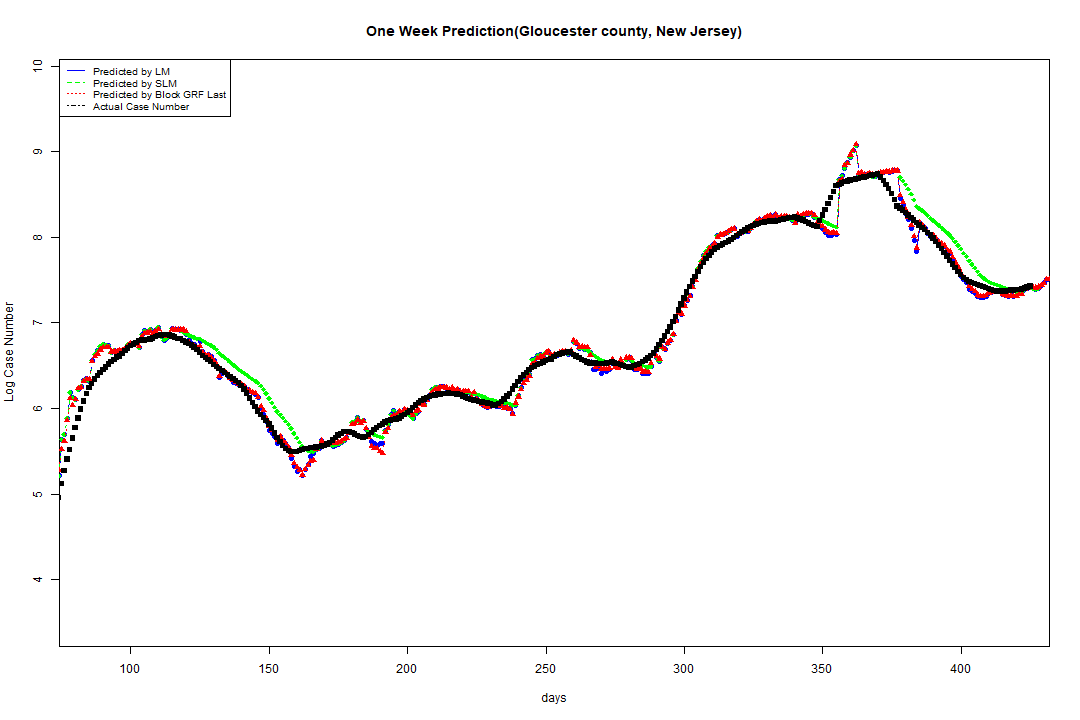 One Week Prediction(Gloucester county, New Jersey)
Predicted by LM
Predicted by SLM
Predicted by Block GRF Last
Actual Case Number
10
9
8
7
6
5
4
Log Case Number
100 150 200 250 300 350 400
days